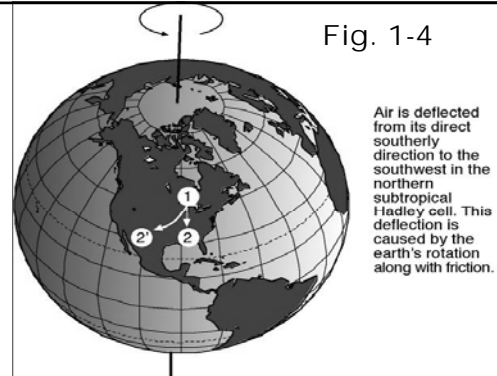 Fig. 1-4
Air is deflected
from its direct
southerly
direction to the
southwest in the
northern
subtropical
Hadley cell. This
deflection is
caused by the
earth's rotation
along with friction.
1
2'
2